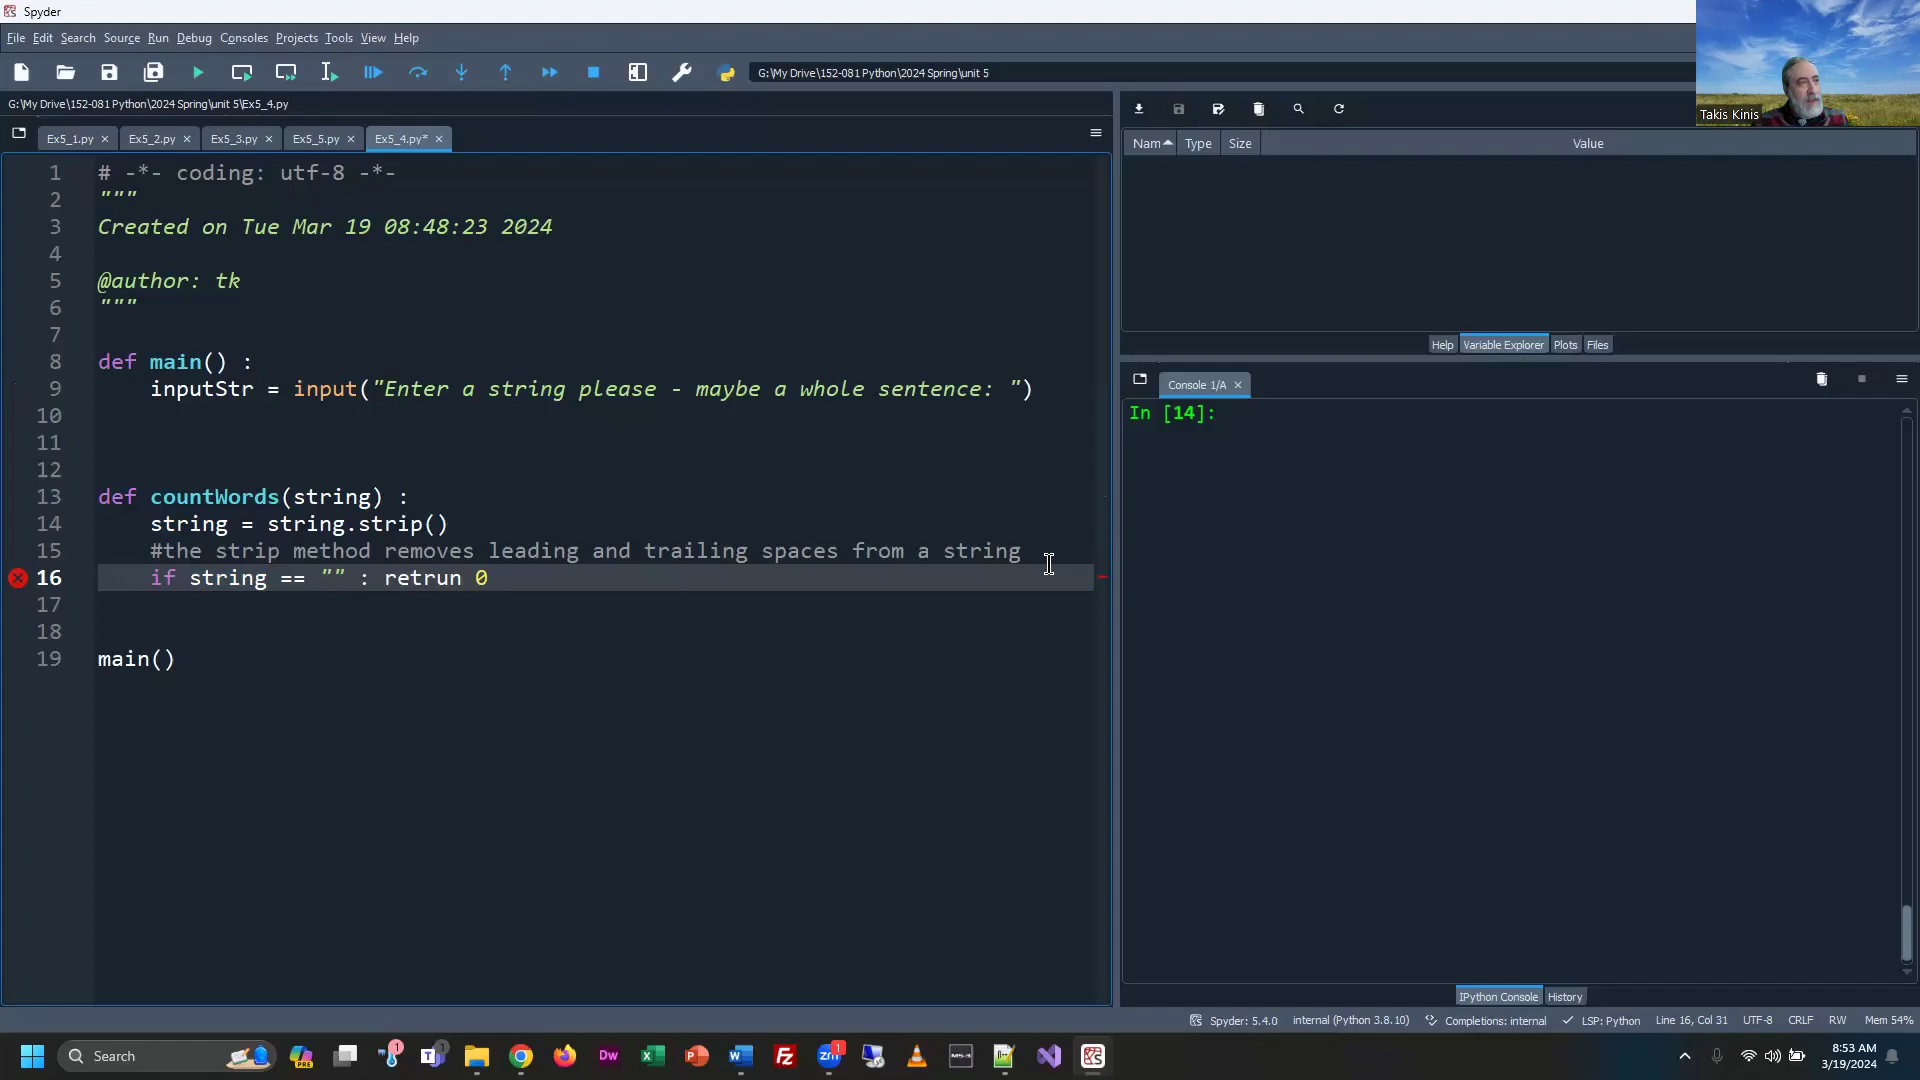 Spyder
File Edit Search Source Run Debug Consoles Projects Tools View Help
G:\My Drive\152-081 Python\2024 Spring\unit 5
Takis Kinis
G:\My Drive\152-081 Python\2024 Spring\unit 5\Ex5_4.py
Ex5_1.py Ex5_2.py Ex5_3.py Ex5_5.py Ex5_4.py*
1 # -*- coding: utf-8 -*-
2 """
3 Created on Tue Mar 19 08:48:23 2024
4
5 @author: tk
6 """
7
8 def main() :
9 inputStr = input("Enter a string please - maybe a whole sentence: ")
10
11
12
13 def countWords(string) :
14 string = string.strip()
15 #the strip method removes leading and trailing spaces from a string
16 if string == "" : retrun 0
17
18
19 main()
Nam Type Size Value
Help Variable Explorer Plots Files
Console 1/A
In [14]:
IPython Console History
Spyder: 5.4.0 internal (Python 3.8.10) Completions: internal LSP: Python Line 16, Col 31 UTF-8 CRLF RW Mem 54%
Search
PRE
1
1
Dw
1
8:53 AM
3/19/2024